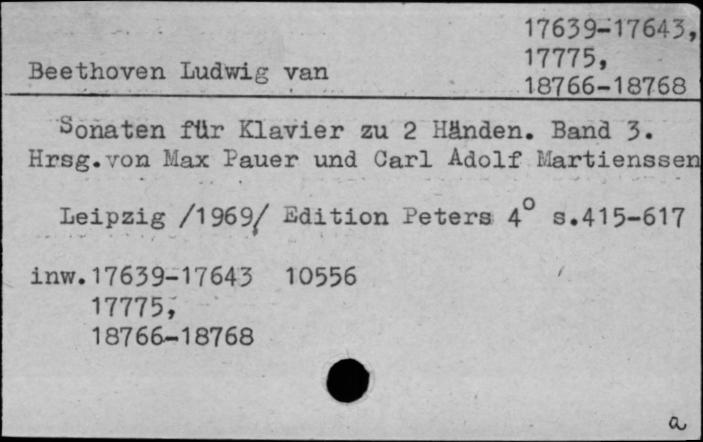 17639-17643,
17775,
Beethoven Ludwig van
18766-18768
Sonaten für Klavier zu 2 Händen. Band 3.
Hrsg.von Max Pauer und Carl Adolf Martienssen
Leipzig /1969/ Edition Peters 4° s.415-617
inw.17639-17643 10556
17775,
18766-18768
a